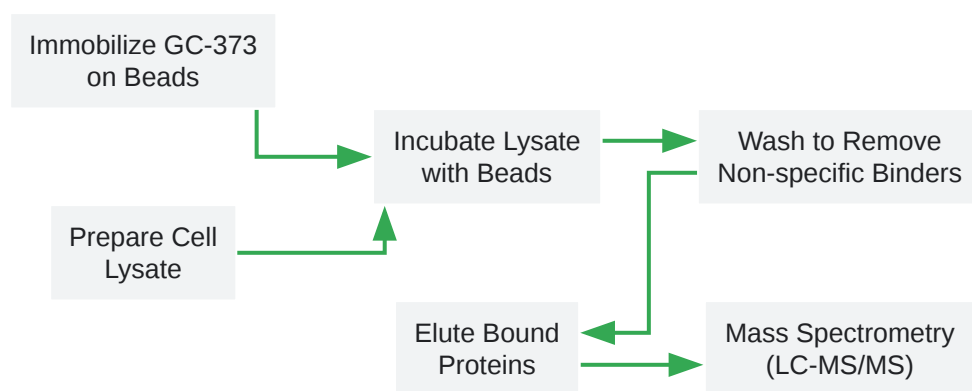 Immobilize GC-373
on Beads
Incubate Lysate
with Beads
Wash to Remove
Non-specific Binders
Prepare Cell
Lysate
Elute Bound
Proteins
Mass Spectrometry
(LC-MS/MS)